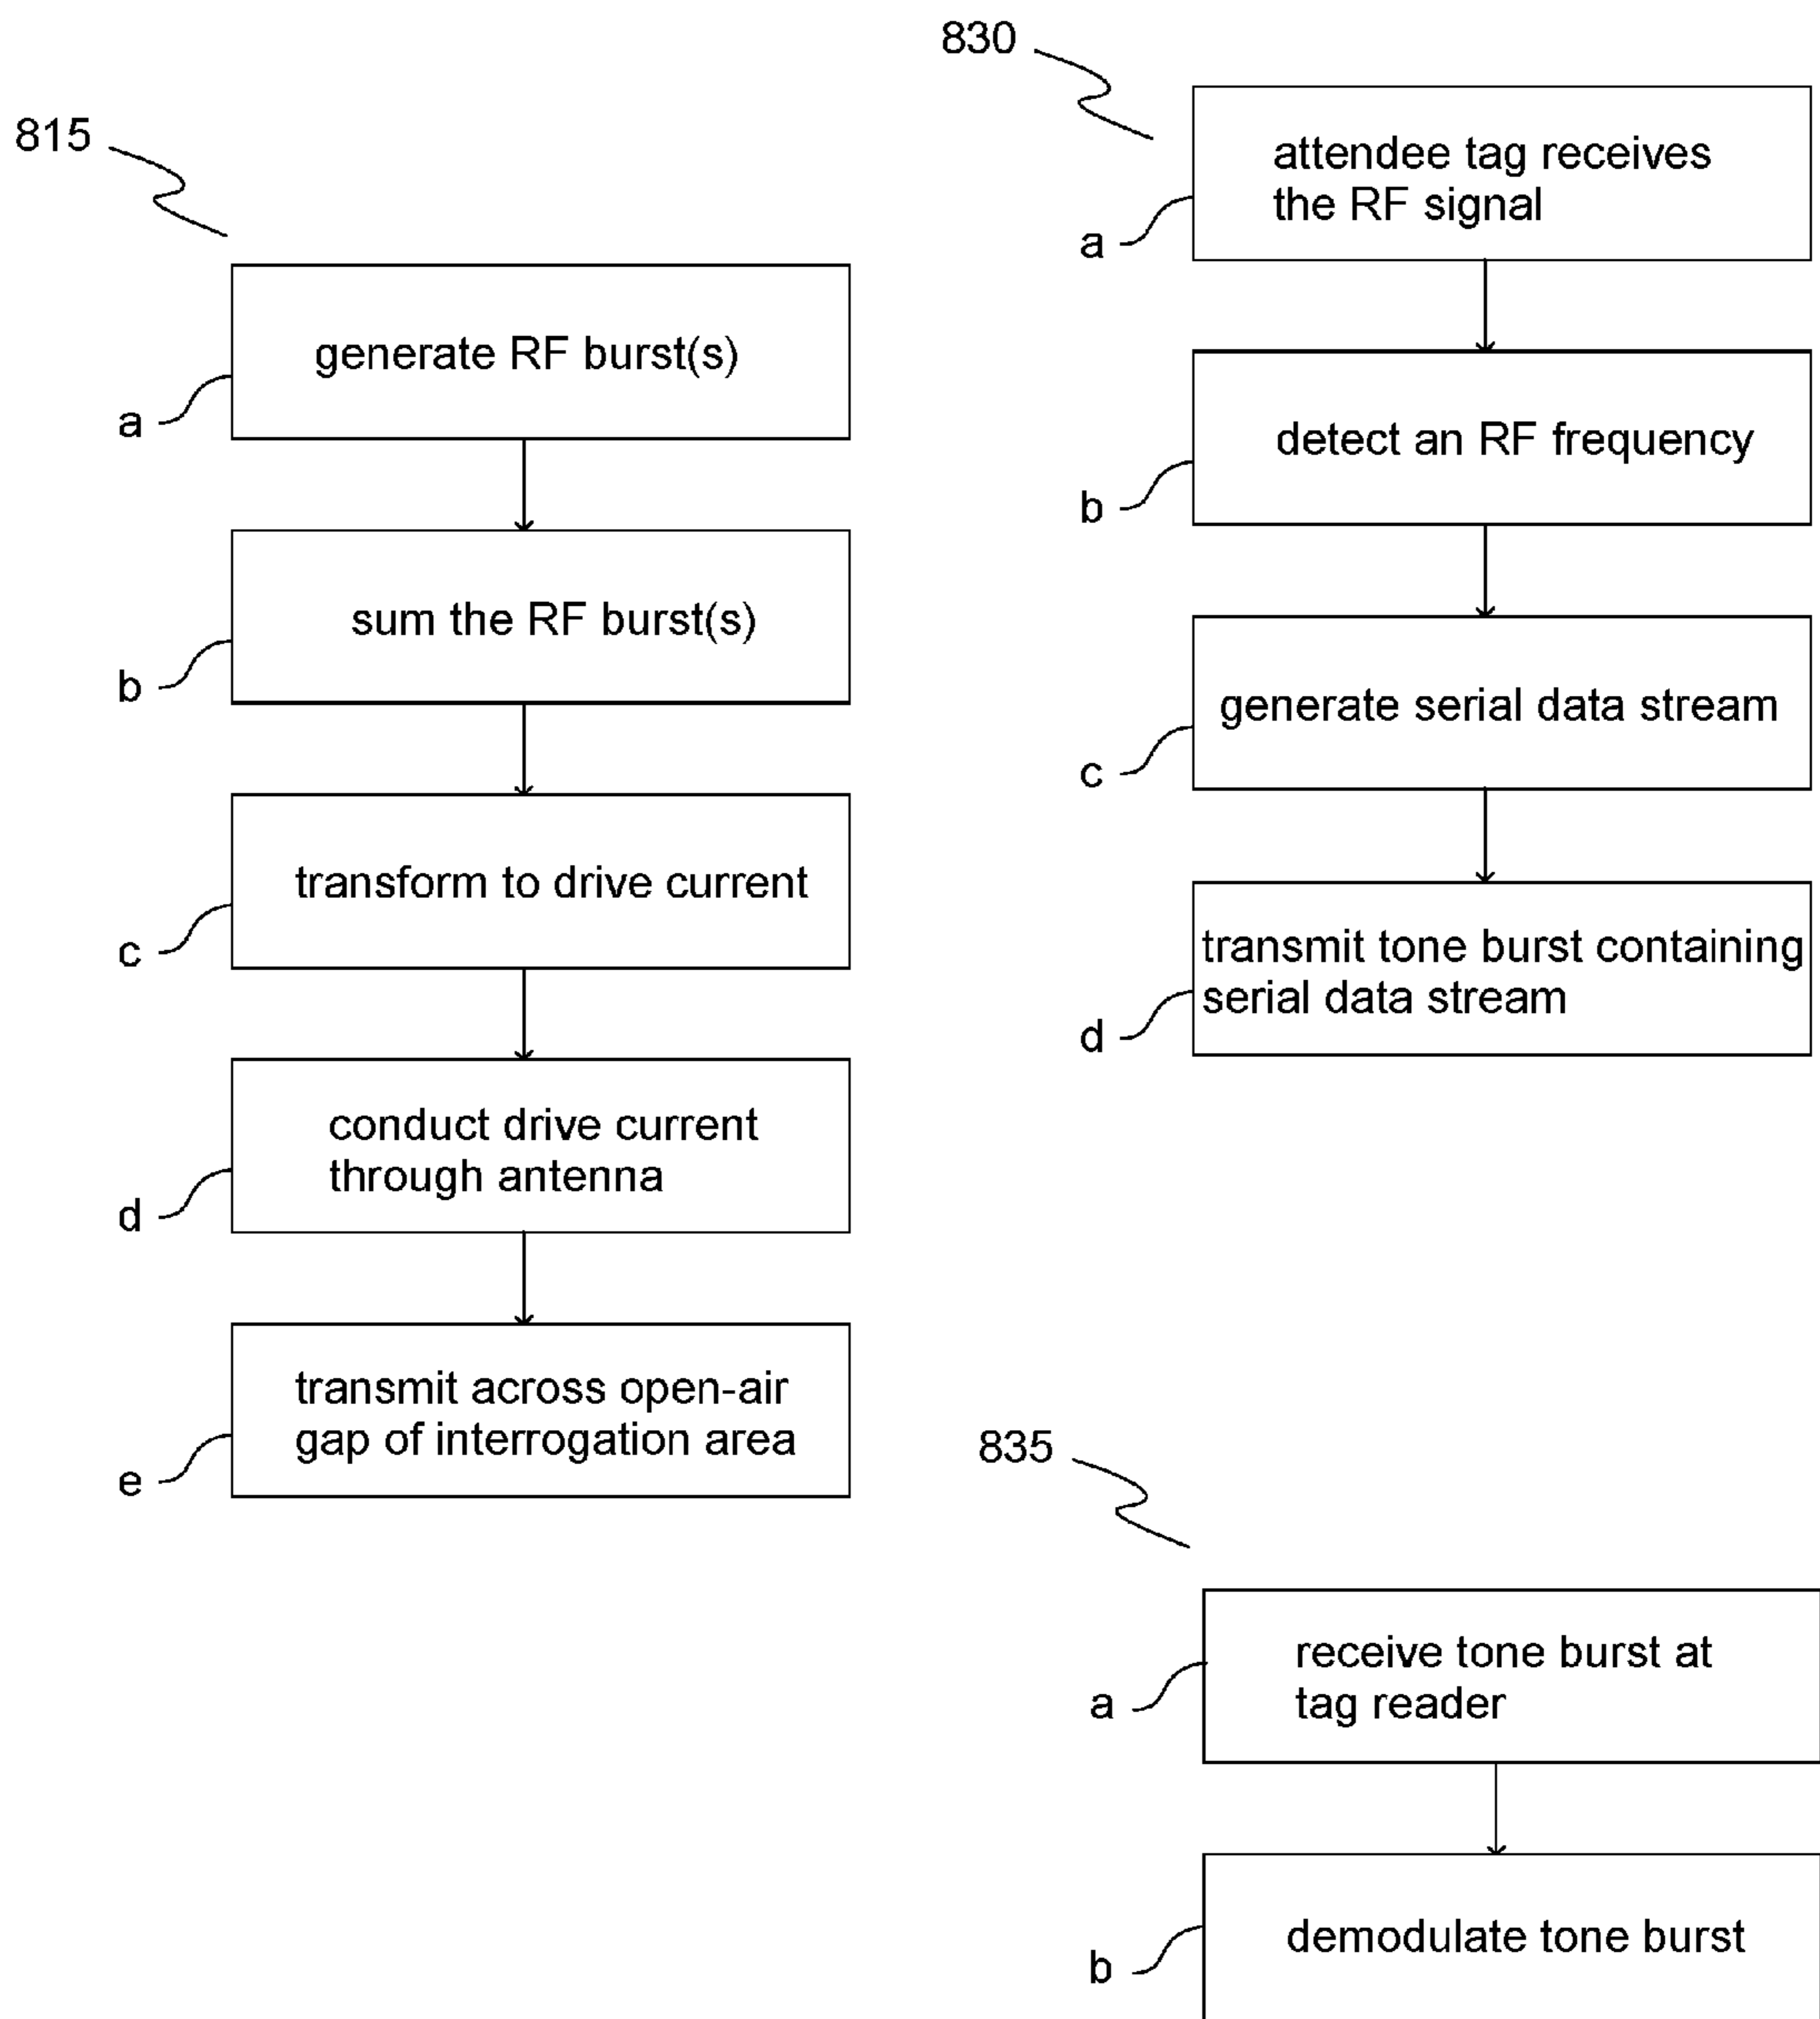 815
a
generate RF burst(s)
b
sum the RF burst(s)
c
transform to drive current
d
conduct drive current
through antenna
e
transmit across open-air
gap of interrogation area
830
a
attendee tag receives
the RF signal
b
detect an RF frequency
c
generate serial data stream
d
transmit tone burst containing
serial data stream
835
a
receive tone burst at
tag reader
b
demodulate tone burst